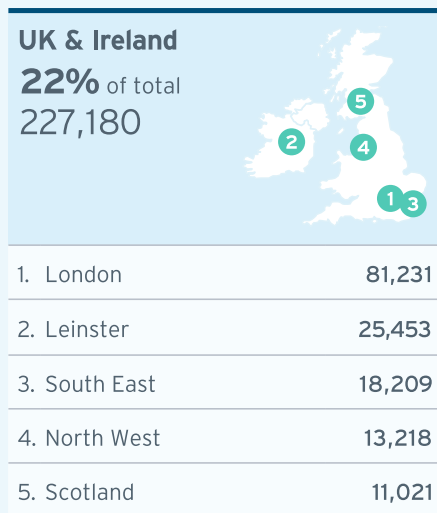 UK & Ireland
22% of total
227,180
5
2
4
1
3
1. London 81,231
2. Leinster 25,453
3. South East 18,209
4. North West 13,218
5. Scotland 11,021